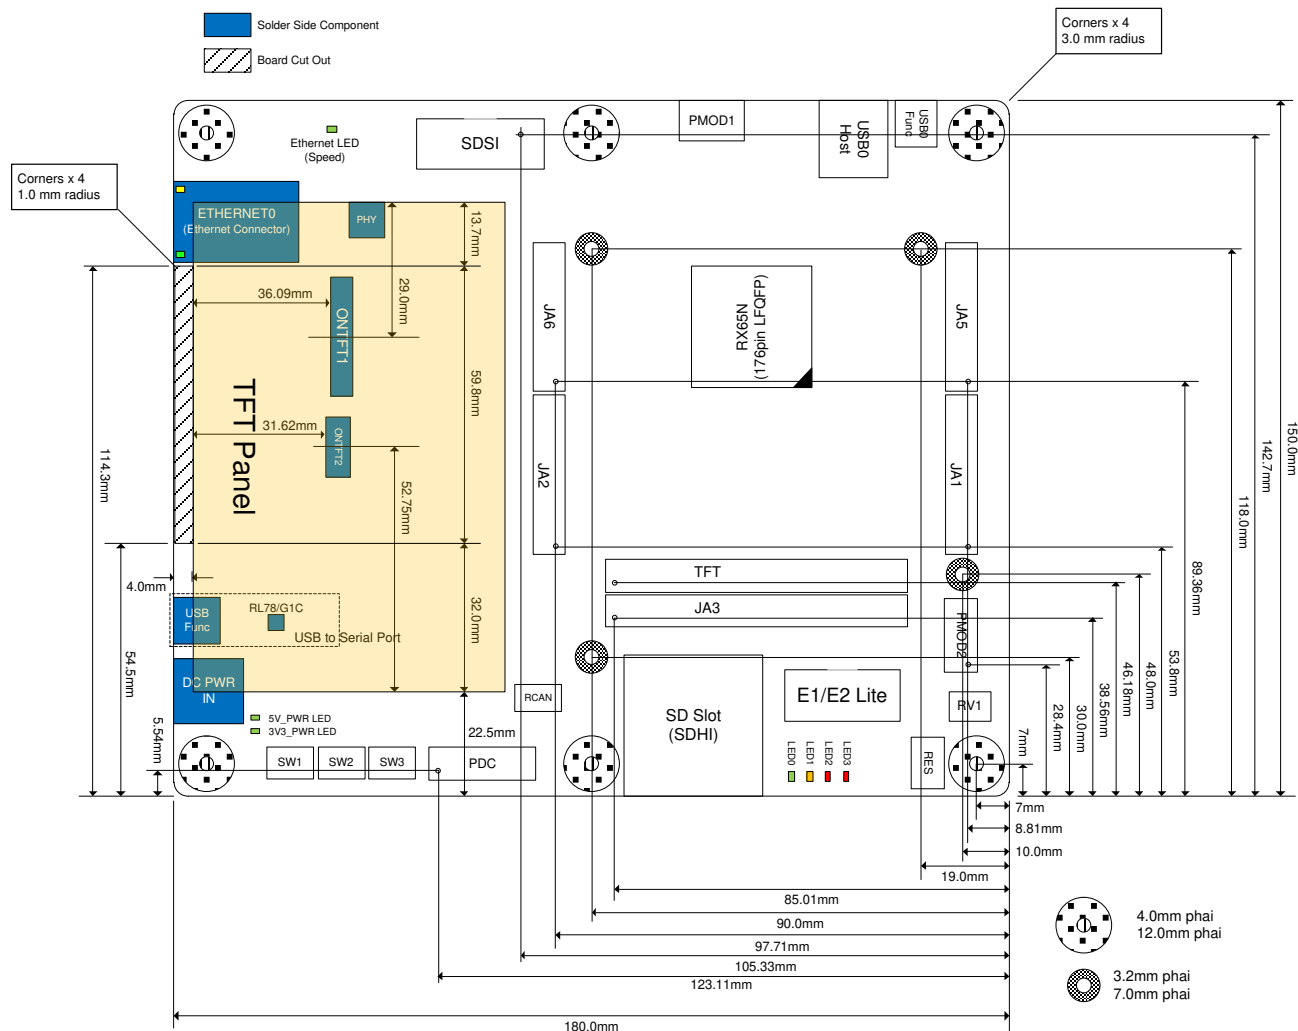 Solder Side Component
Board Cut Out
Corners x 4
3.0 mm radius
Corners x 4
1.0 mm radius
Ethernet LED
(Speed)
SDSI
PMOD1
USB0
Host
USB0
Func
ETHERNET0
(Ethernet Connector)
PHY
13.7mm
29.0mm
36.09mm
ONTFT1
59.8mm
TFT Panel
31.62mm
ONTFT2
52.75mm
114.3mm
JA6
RX65N
(176pin LFQFP)
JA5
JA2
JA1
150.0mm
142.7mm
118.0mm
89.36mm
53.8mm
48.0mm
46.18mm
38.56mm
30.0mm
28.4mm
7mm
4.0mm
54.5mm
5.54mm
32.0mm
RL78/G1C
USB
Func
USB to Serial Port
DC PWR
IN
TFT
JA3
PMOD2
RCAN
SD Slot
(SDHI)
E1/E2 Lite
RV1
5V_PWR LED
3V3_PWR LED
22.5mm
SW1
SW2
SW3
PDC
LED0
LED1
LED2
LED3
RES
7mm
8.81mm
10.0mm
19.0mm
85.01mm
90.0mm
97.71mm
105.33mm
123.11mm
180.0mm
4.0mm phai
12.0mm phai
3.2mm phai
7.0mm phai